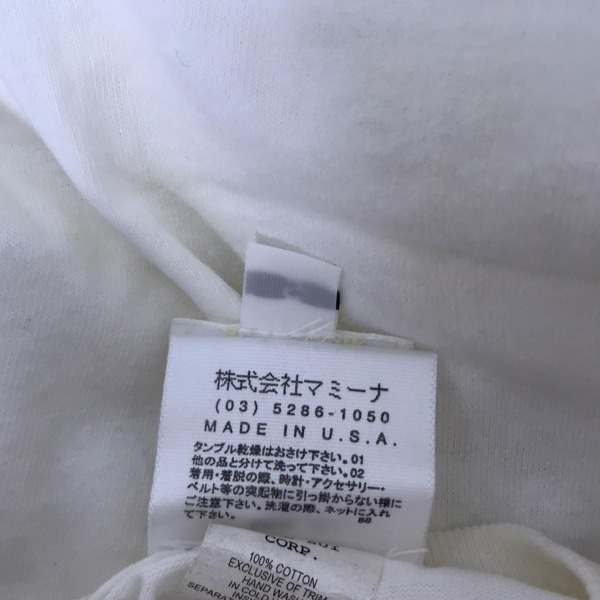 株式会社マミーナ
(03) 5286-1050
MADE IN U.S.A.
タンブル乾燥はおさけ下さい。01
他の品と分けて洗って下さい。02
着用・着脱の際、時計・アクセサリー・
ベルト等の突起物に引っ掛からない様に
ご注意下さい。洗濯の際、ネットに入れ
て下さい。 86
CORP.
100% COTTON
EXCLUSIVE OF TRIM
HAND WASH
IN COLD